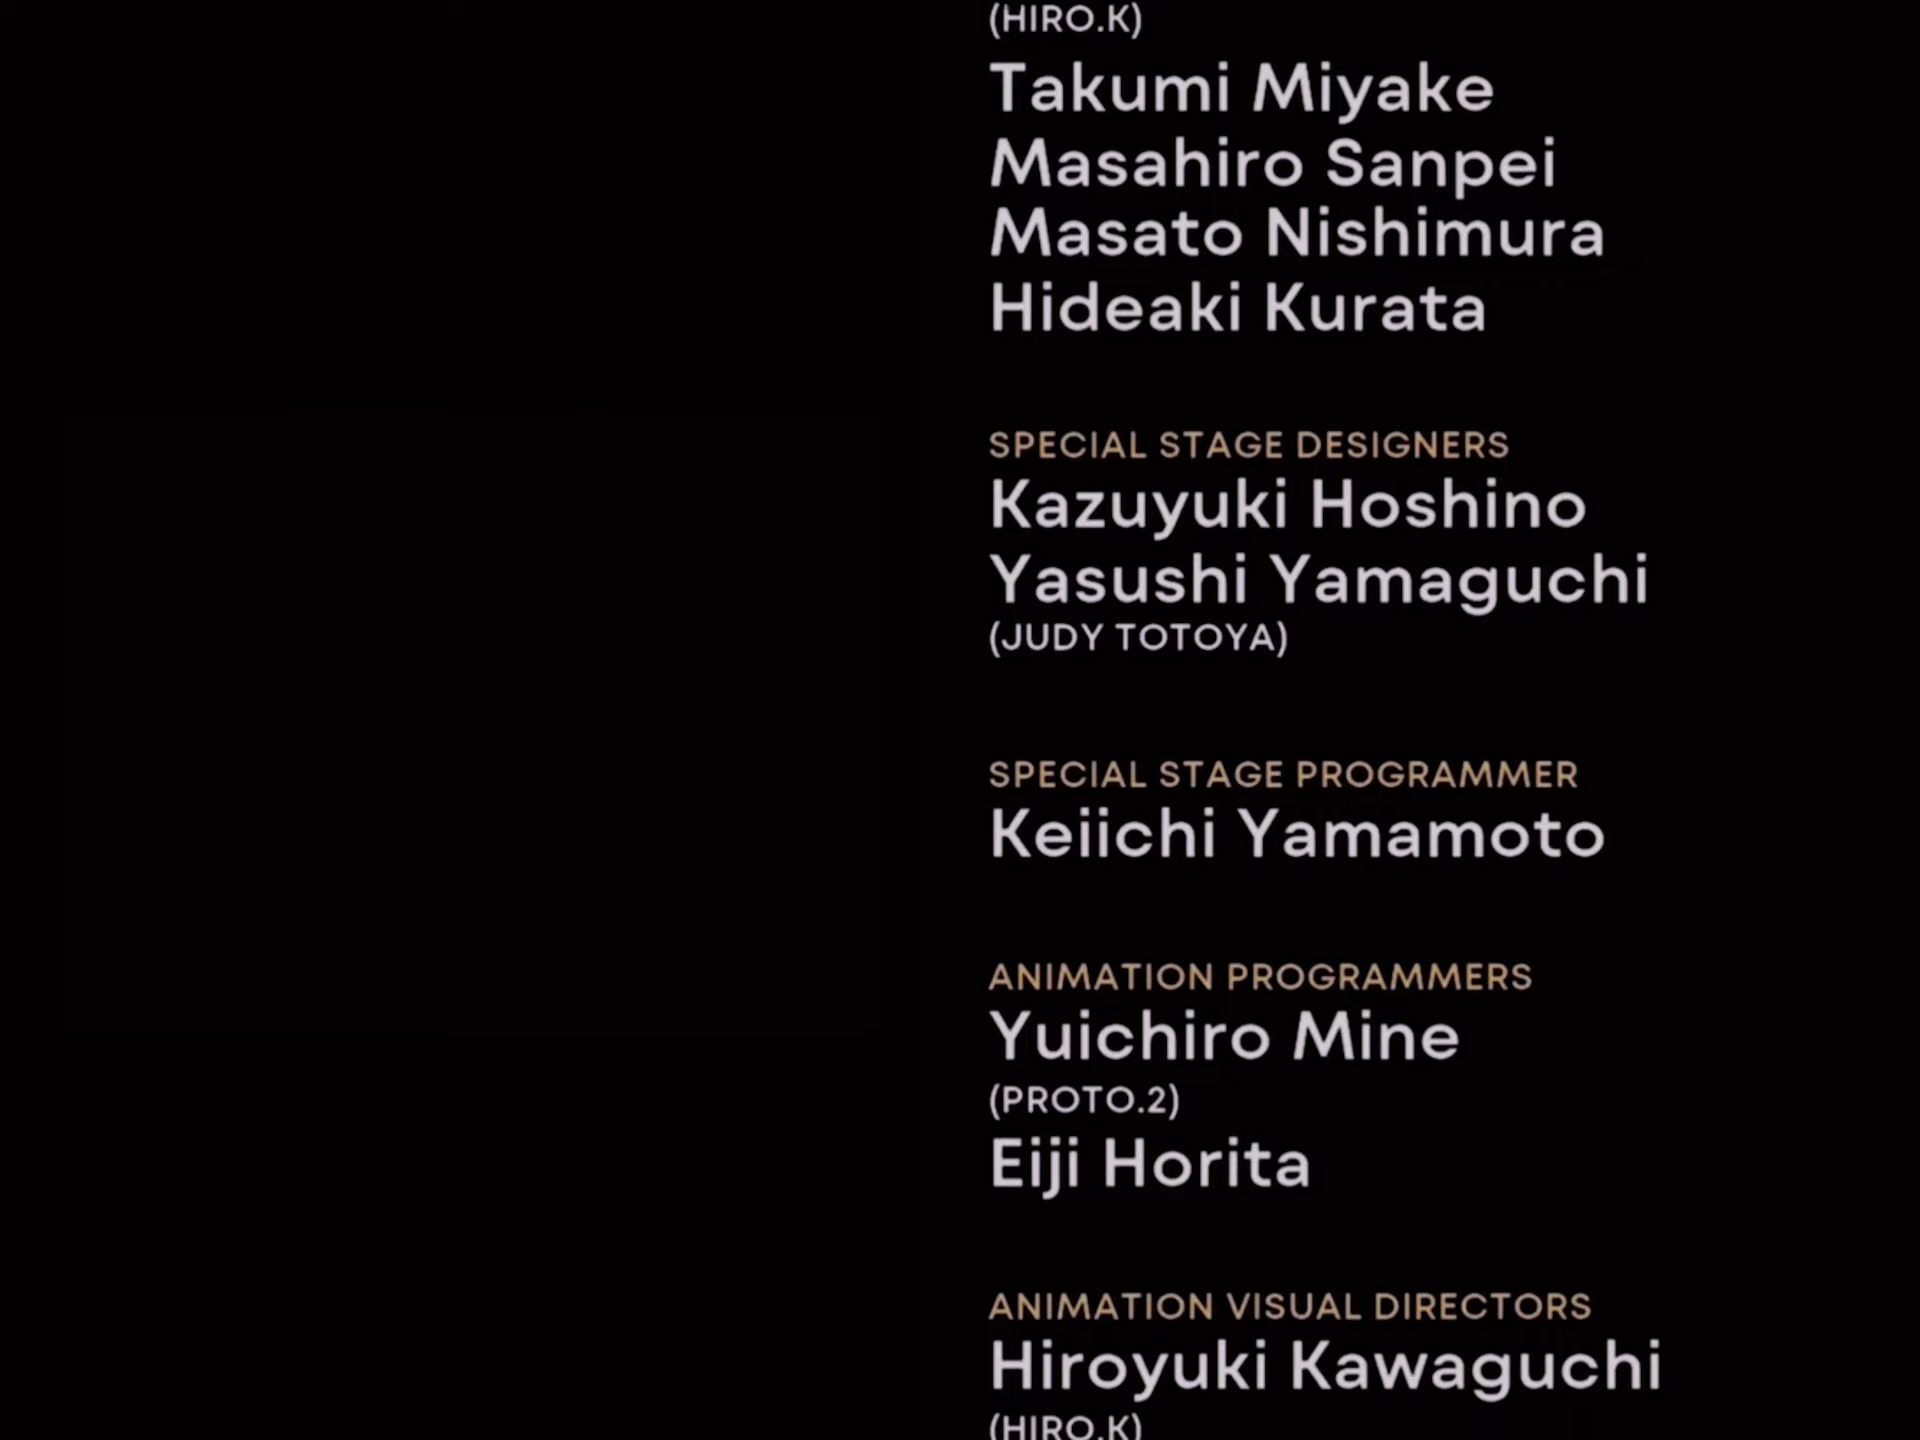 (HIRO.K)
Takumi Miyake
Masahiro Sanpei
Masato Nishimura
Hideaki Kurata
SPECIAL STAGE DESIGNERS
Kazuyuki Hoshino
Yasushi Yamaguchi
(JUDY TOTOYA)
SPECIAL STAGE PROGRAMMER
Keiichi Yamamoto
ANIMATION PROGRAMMERS
Yuichiro Mine
(PROTO.2)
Eiji Horita
ANIMATION VISUAL DIRECTORS
Hiroyuki Kawaguchi
(HIRO.K)